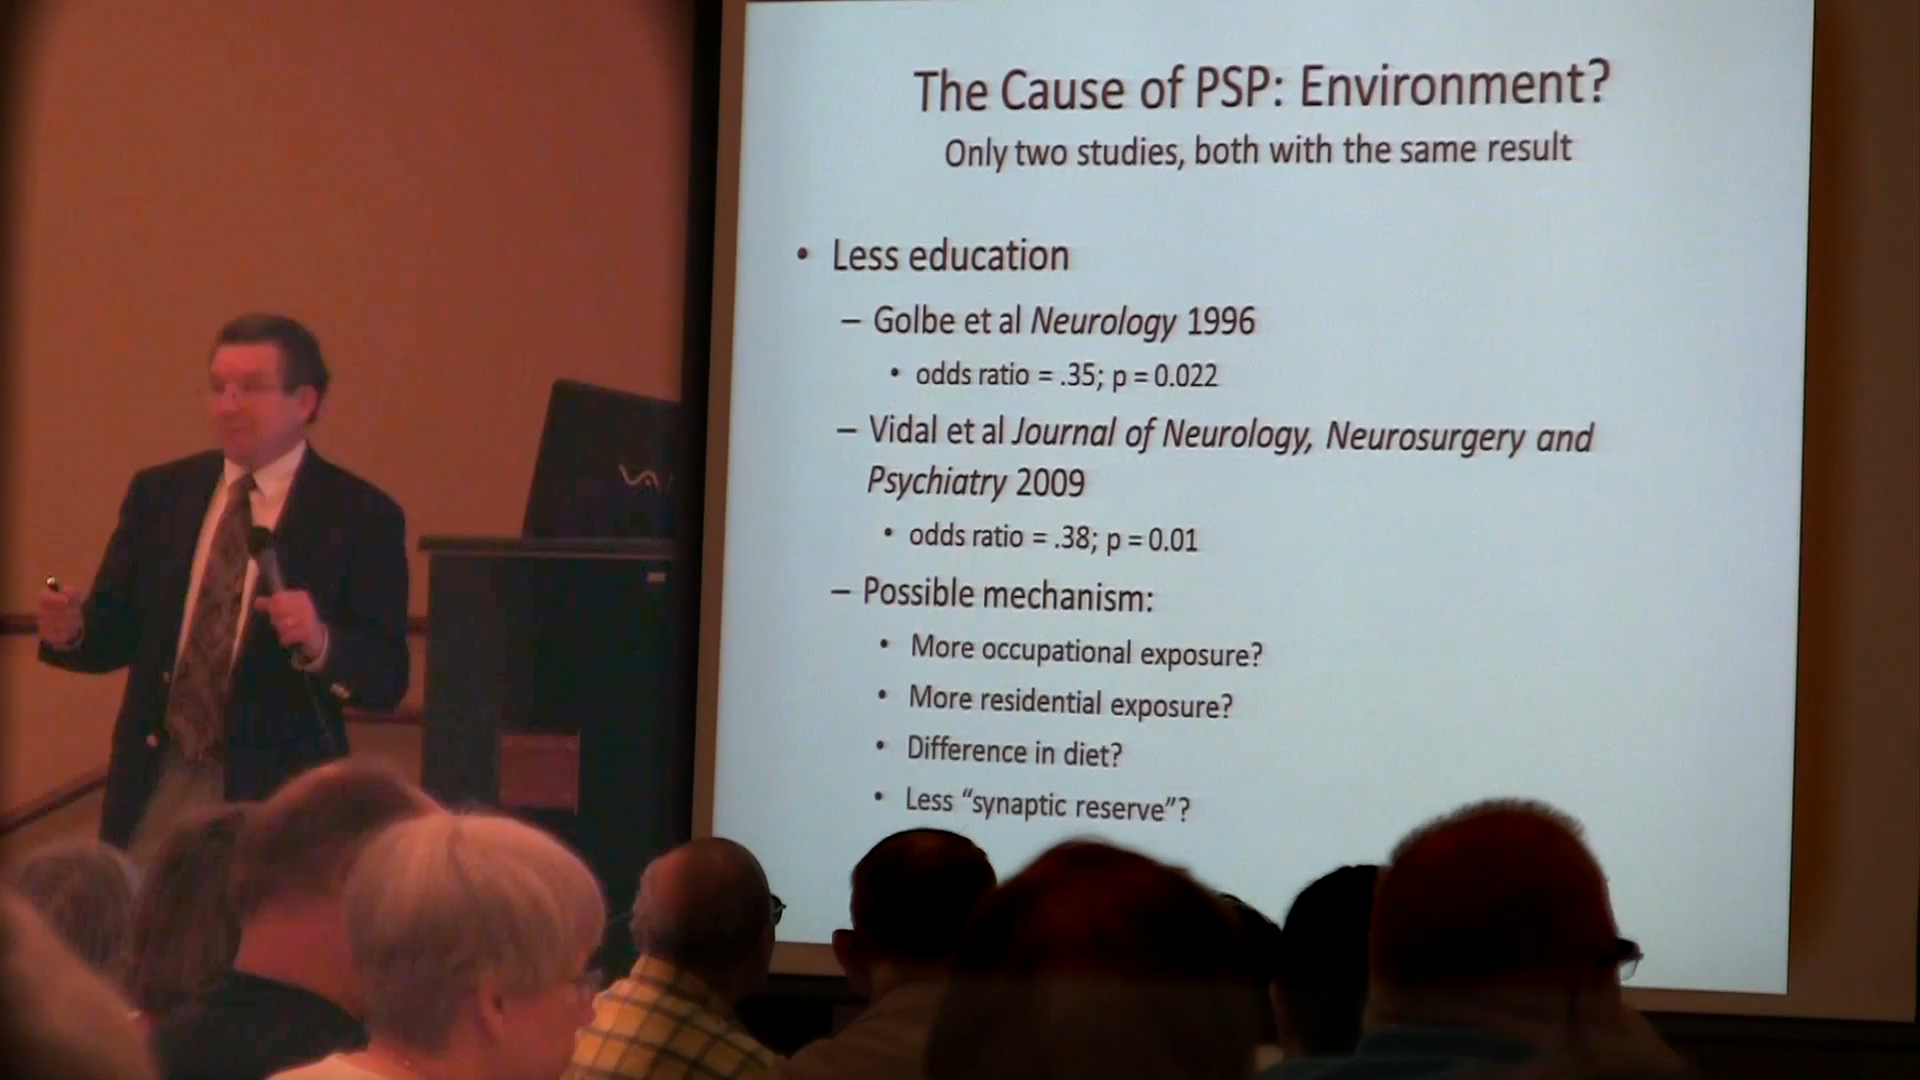 The Cause of PSP: Environment?
Only two studies, both with the same result
• Less education
– Golbe et al Neurology 1996
• odds ratio = .35; p = 0.022
– Vidal et al Journal of Neurology, Neurosurgery and
Psychiatry 2009
• odds ratio = .38; p = 0.01
– Possible mechanism:
• More occupational exposure?
• More residential exposure?
• Difference in diet?
• Less “synaptic reserve”?